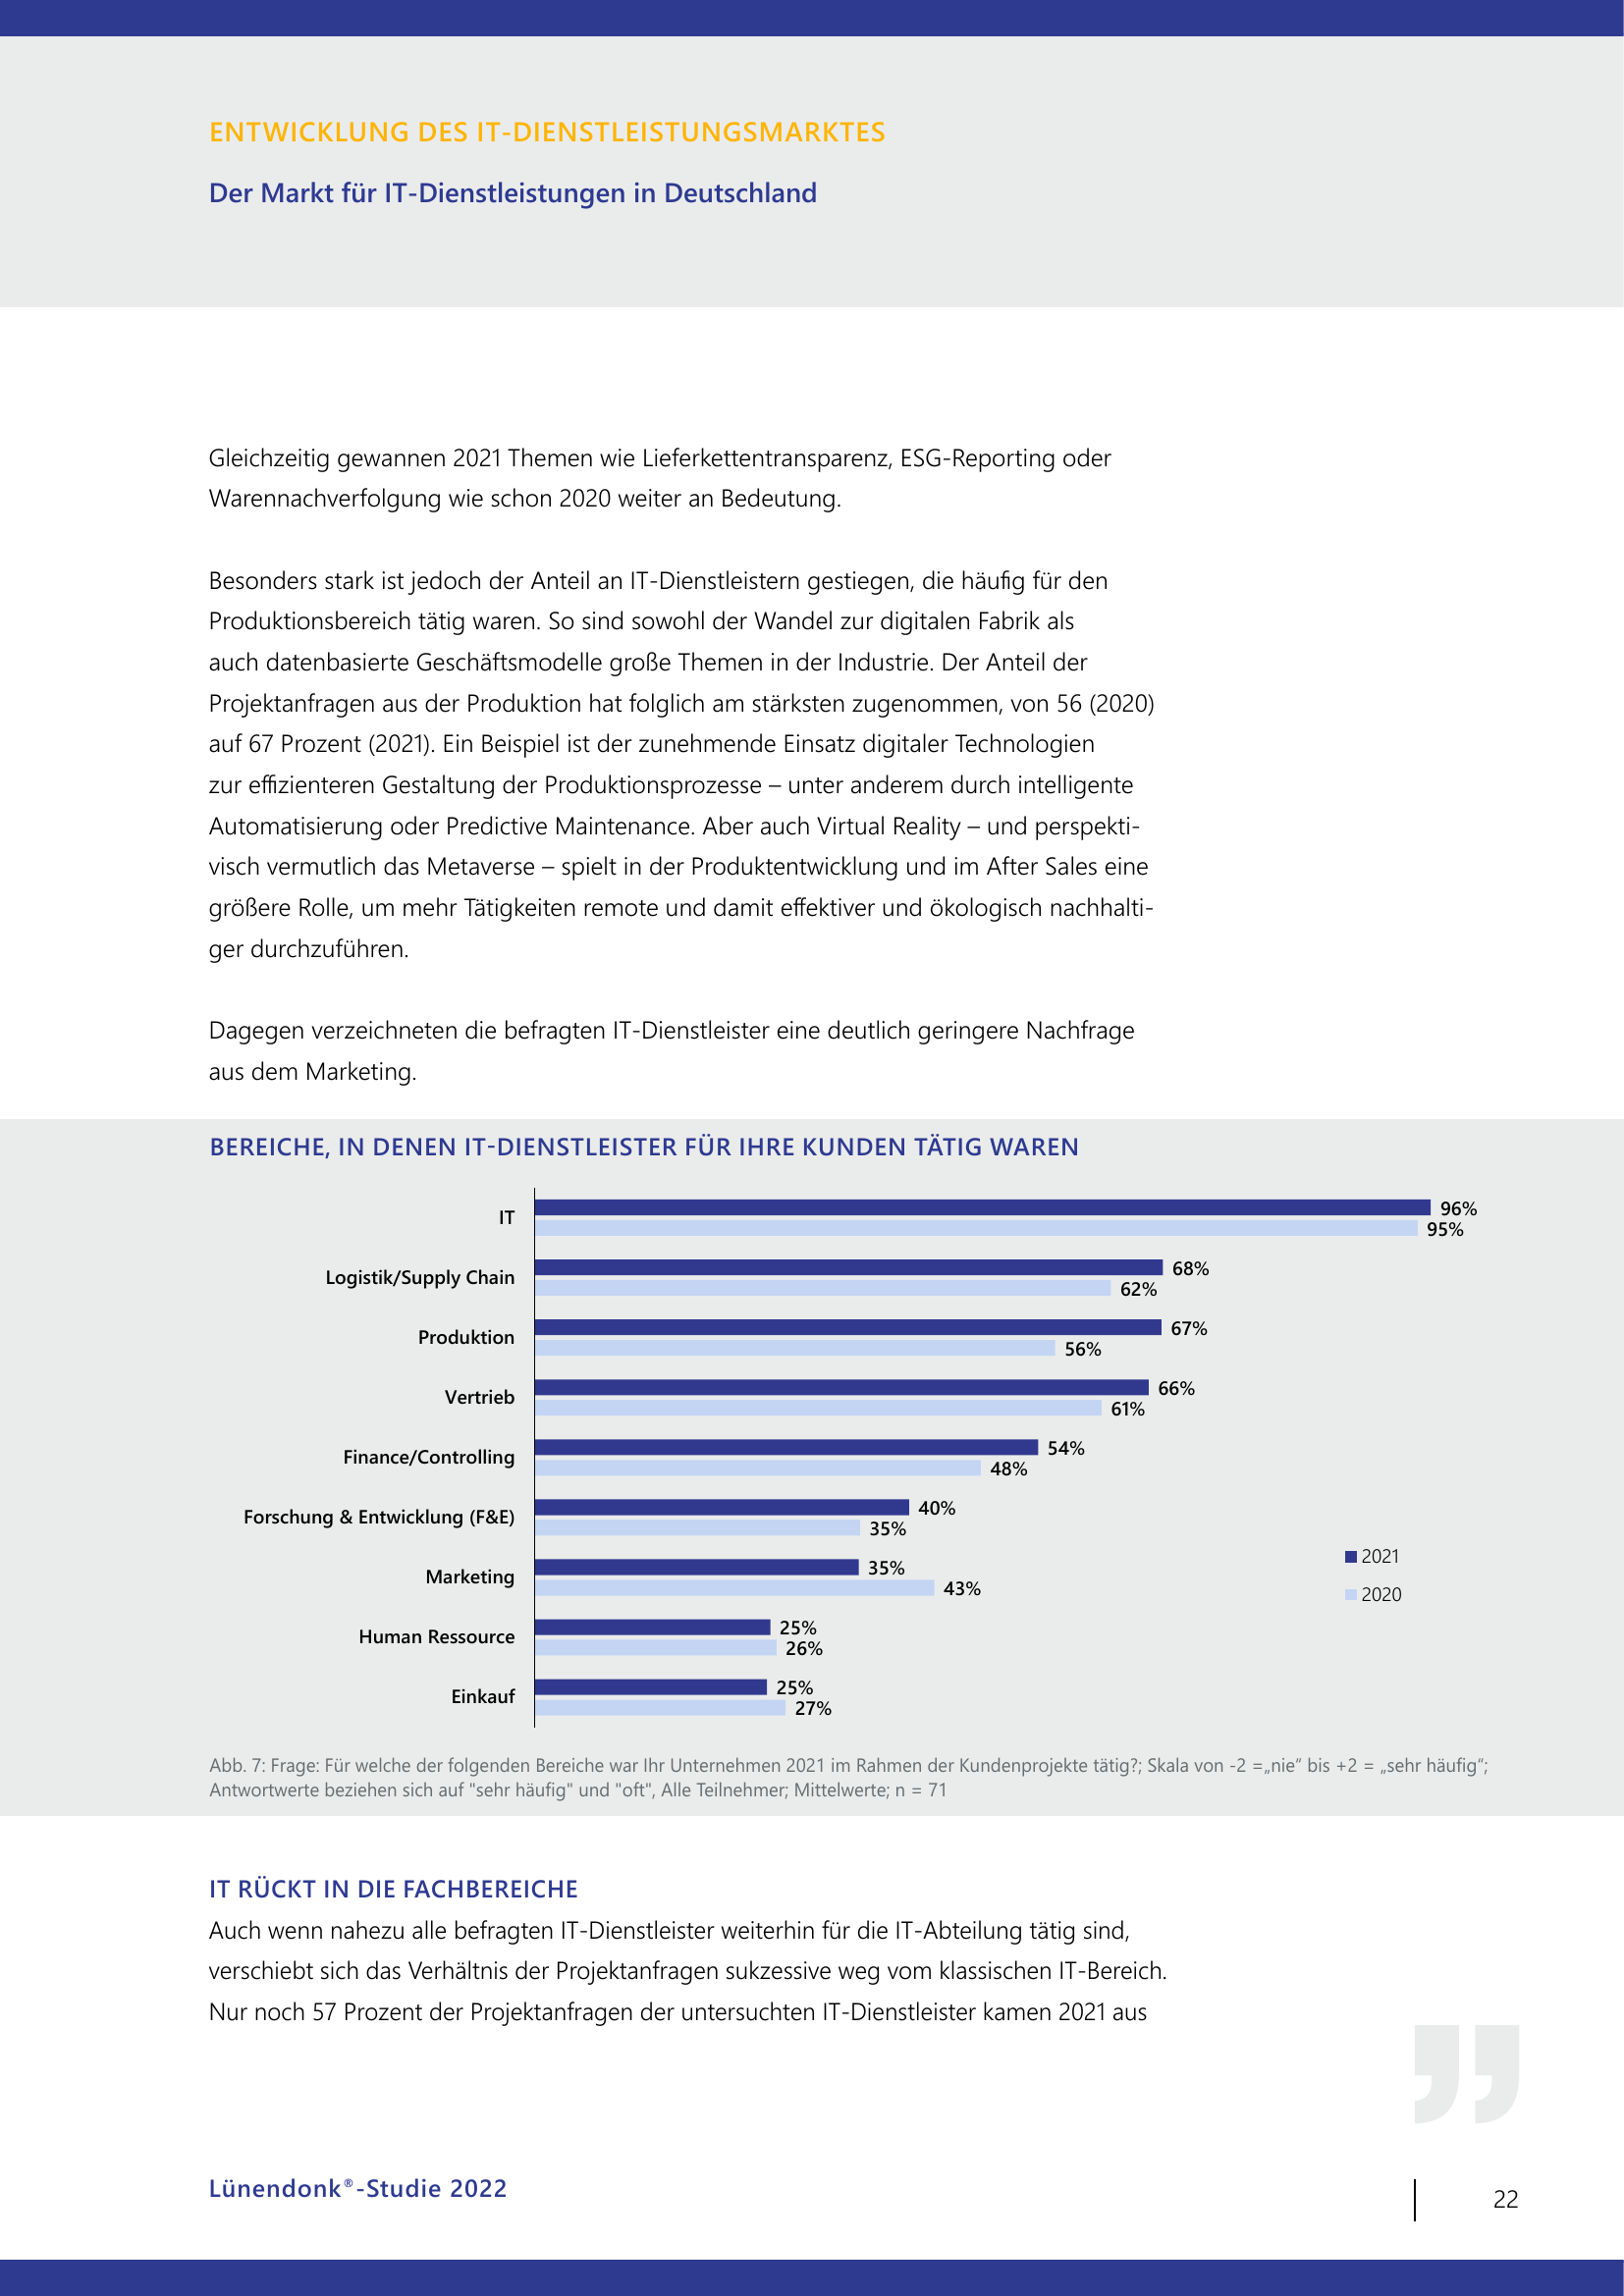 ENTWICKLUNG DES IT-DIENSTLEISTUNGSMARKTES
Der Markt für IT-Dienstleistungen in Deutschland
Gleichzeitig gewannen 2021 Themen wie Lieferkettentransparenz, ESG-Reporting oder
Warennachverfolgung wie schon 2020 weiter an Bedeutung.
Besonders stark ist jedoch der Anteil an IT-Dienstleistern gestiegen, die häufig für den
Produktionsbereich tätig waren. So sind sowohl der Wandel zur digitalen Fabrik als
auch datenbasierte Geschäftsmodelle große Themen in der Industrie. Der Anteil der
Projektanfragen aus der Produktion hat folglich am stärksten zugenommen, von 56 (2020)
auf 67 Prozent (2021). Ein Beispiel ist der zunehmende Einsatz digitaler Technologien
zur effizienteren Gestaltung der Produktionsprozesse – unter anderem durch intelligente
Automatisierung oder Predictive Maintenance. Aber auch Virtual Reality – und perspekti-
visch vermutlich das Metaverse – spielt in der Produktentwicklung und im After Sales eine
größere Rolle, um mehr Tätigkeiten remote und damit effektiver und ökologisch nachhalti-
ger durchzuführen.
Dagegen verzeichneten die befragten IT-Dienstleister eine deutlich geringere Nachfrage
aus dem Marketing.
BEREICHE, IN DENEN IT-DIENSTLEISTER FÜR IHRE KUNDEN TÄTIG WAREN
IT
96%
95%
Logistik/Supply Chain
68%
62%
Produktion
67%
56%
Vertrieb
66%
61%
Finance/Controlling
54%
48%
Forschung & Entwicklung (F&E)
40%
35%
Marketing
35%
43%
Human Ressource
25%
26%
Einkauf
25%
27%
2021
2020
Abb. 7: Frage: Für welche der folgenden Bereiche war Ihr Unternehmen 2021 im Rahmen der Kundenprojekte tätig?; Skala von -2 =„nie“ bis +2 = „sehr häufig“;
Antwortwerte beziehen sich auf "sehr häufig" und "oft", Alle Teilnehmer; Mittelwerte; n = 71
IT RÜCKT IN DIE FACHBEREICHE
Auch wenn nahezu alle befragten IT-Dienstleister weiterhin für die IT-Abteilung tätig sind,
verschiebt sich das Verhältnis der Projektanfragen sukzessive weg vom klassischen IT-Bereich.
Nur noch 57 Prozent der Projektanfragen der untersuchten IT-Dienstleister kamen 2021 aus
Lünendonk®-Studie 2022
22